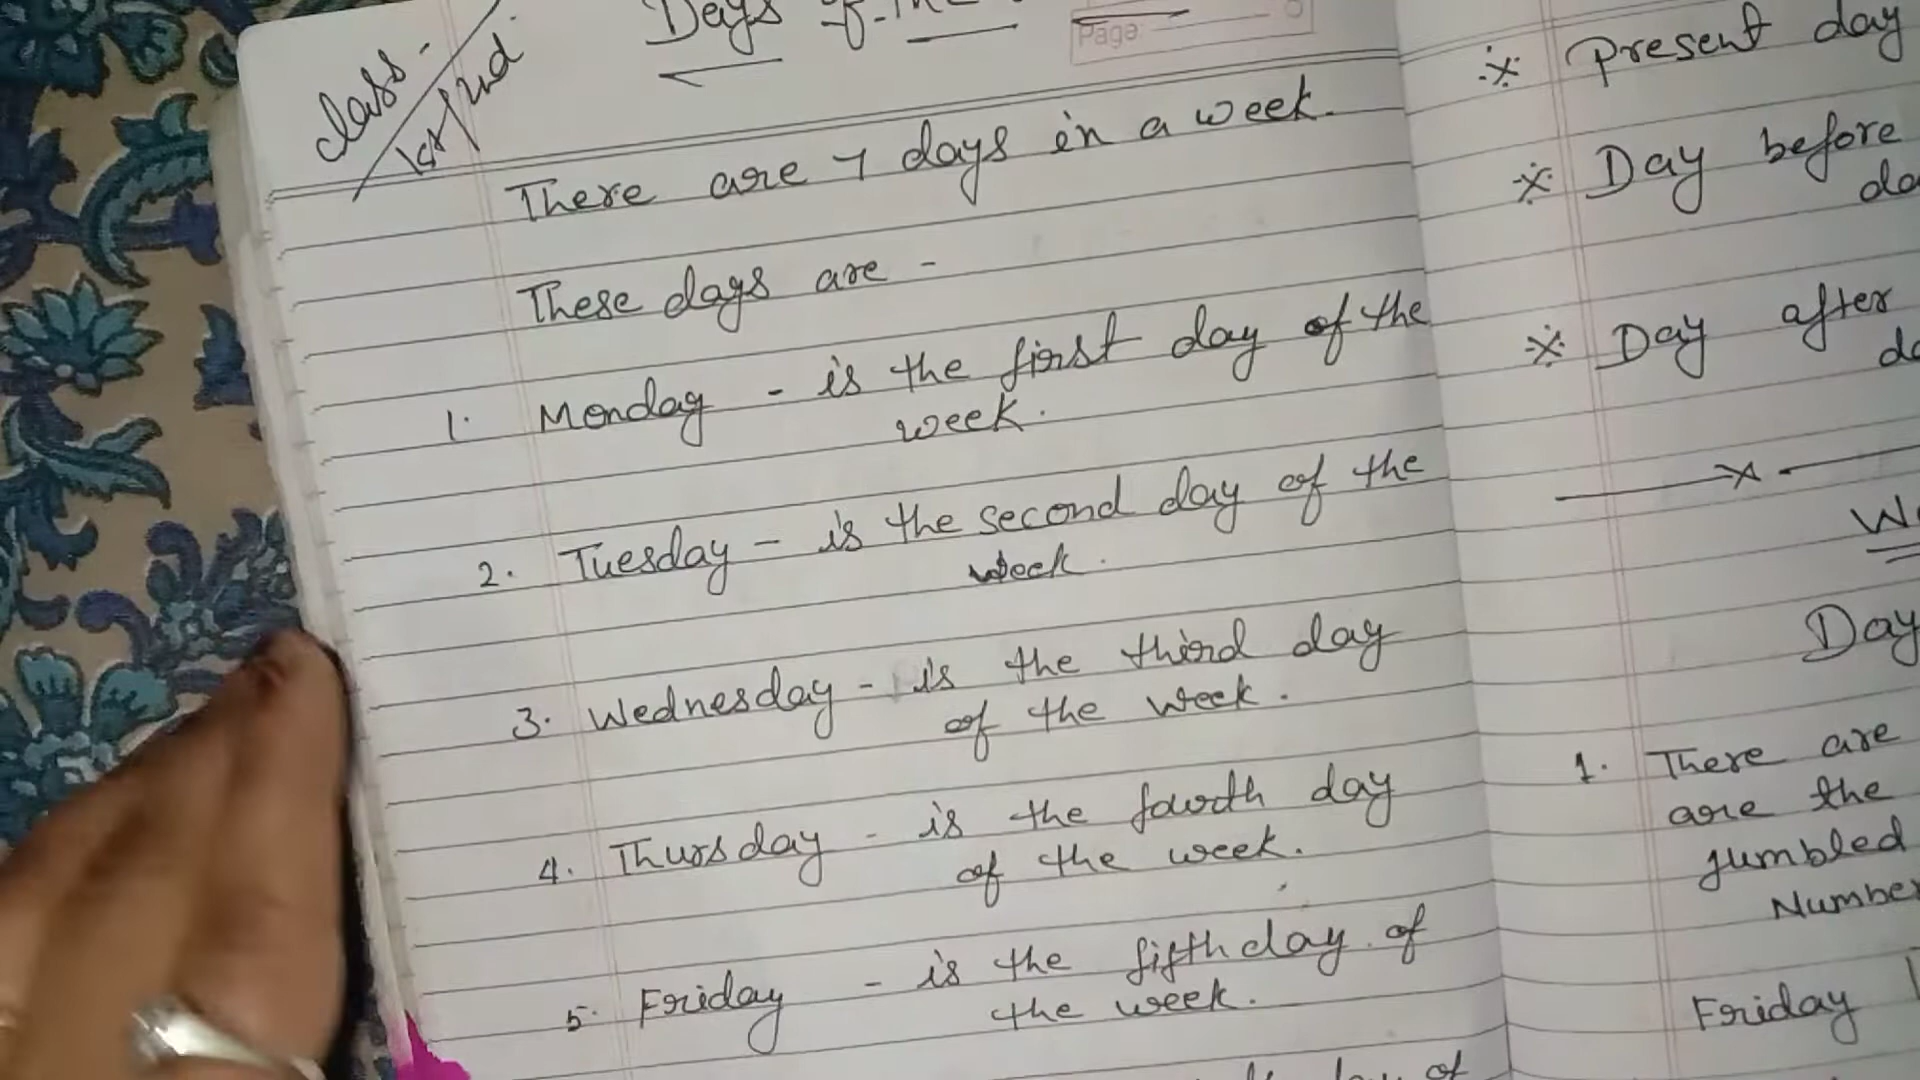 class -
1st/2nd
Days of the
Page
There are 7 days in a week.
These days are -
1. Monday - is the first day of the
week.
2. Tuesday - is the second day of the
week.
3. Wednesday - is the third day
of the week.
4. Thursday - is the fourth day
of the week.
5. Friday - is the fifth day of
the week.
day of
Present day
Day before
Day after
Day
1. There are
are the
jumbled
Number
Friday